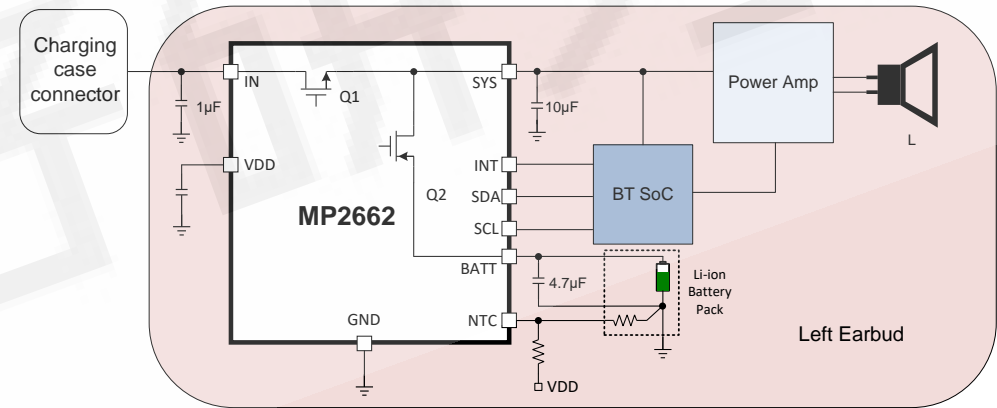 Charging
case
connector
1µF
IN
Q1
SYS
10µF
Power Amp
L
VDD
INT
SDA
SCL
Q2
MP2662
BT SoC
BATT
4.7µF
Li-ion
Battery
Pack
GND
NTC
VDD
Left Earbud